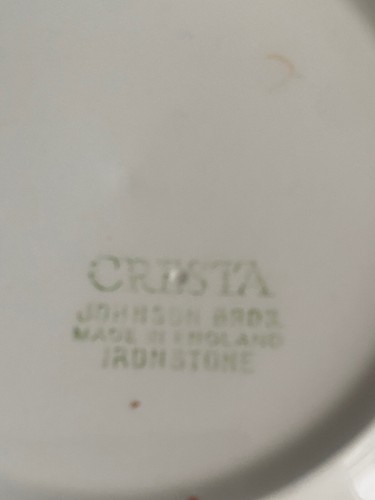 CRESTA
JOHNSON BROS.
MADE IN ENGLAND
IRONSTONE